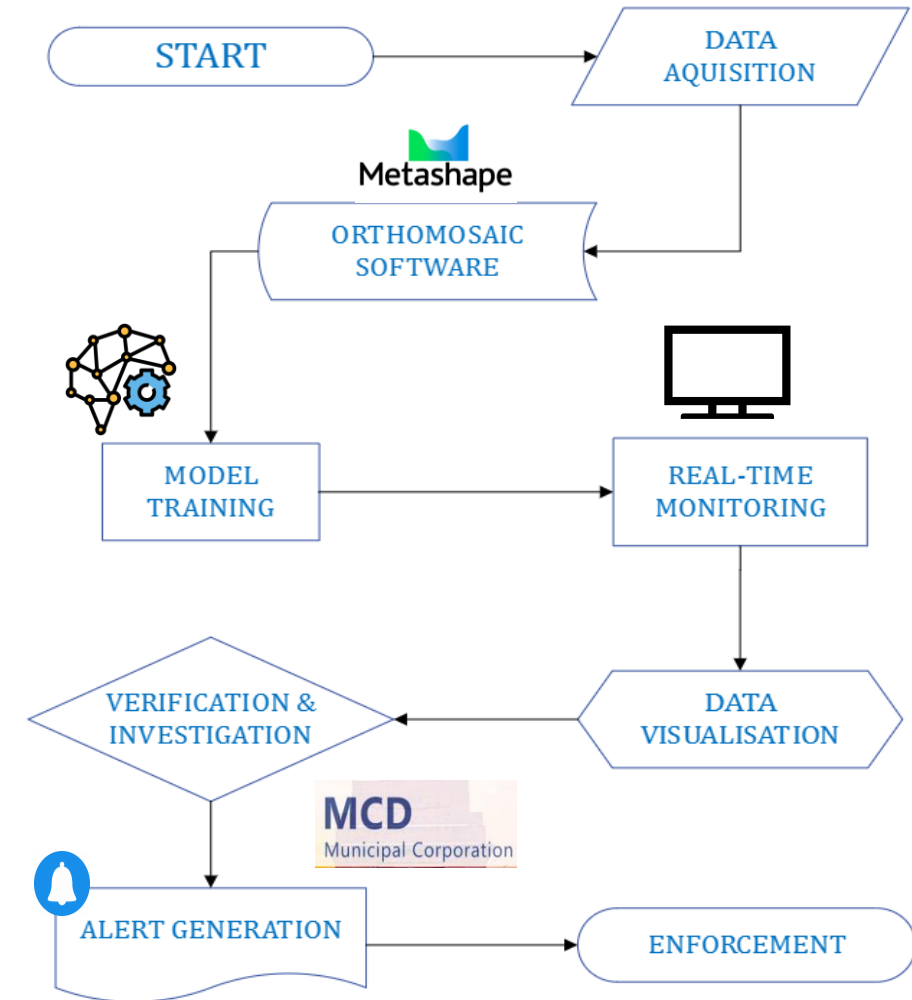 START
DATA
AQUISITION
Metashape
ORTHOMOSAIC
SOFTWARE
MODEL
TRAINING
REAL-TIME
MONITORING
VERIFICATION &
INVESTIGATION
DATA
VISUALISATION
MCD
Municipal Corporation
ALERT GENERATION
ENFORCEMENT